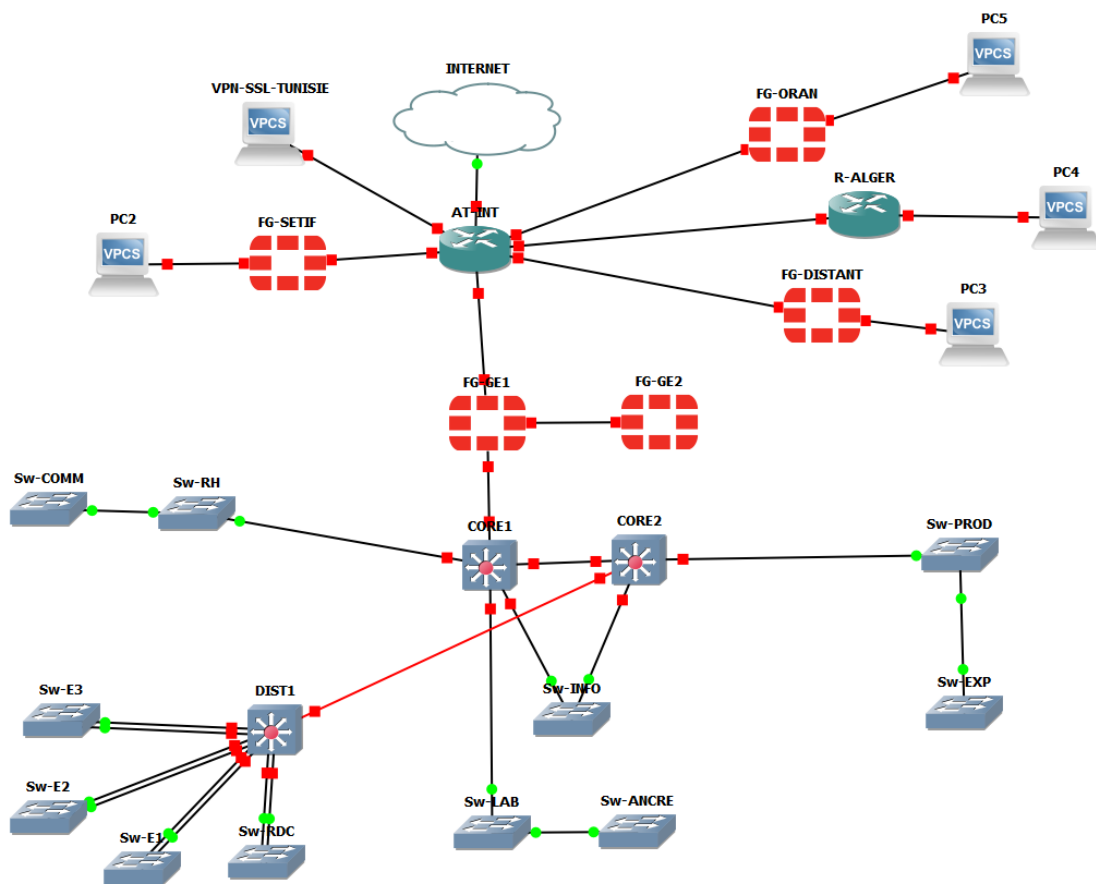 PC5
INTERNET
VPN-SSL-TUNISIE
VPCS
FG-ORAN
VPCS
R-ALGER
PC4
VPCS
AT-INT
PC2
FG-SETIF
VPCS
FG-DISTANT
PC3
VPCS
FG-GE1
FG-GE2
Sw-COMM
Sw-RH
CORE1
CORE2
Sw-PROD
Sw-E3
DIST1
Sw-INFO
Sw-EXP
Sw-E2
Sw-LAB
Sw-ANCRE
Sw-E1
Sw-RDC